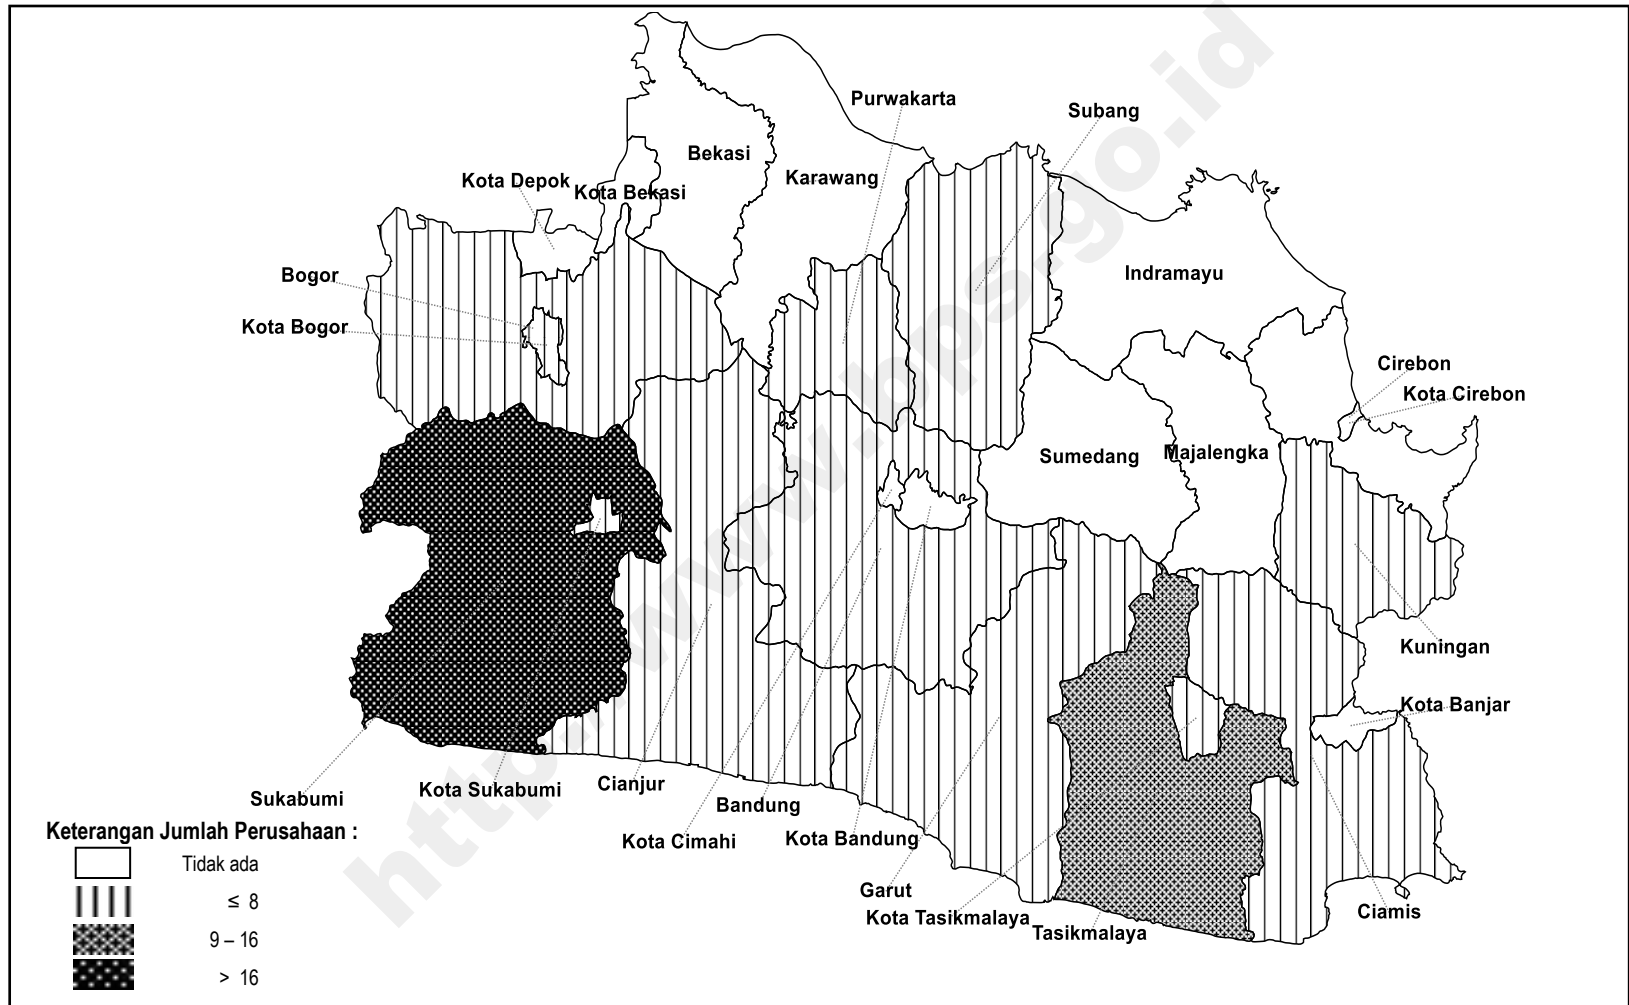 http://www.bps.go.id
Purwakarta
Subang
Bekasi
Karawang
Kota Depok
Kota Bekasi
Bogor
Indramayu
Kota Bogor
Cirebon
Kota Cirebon
Sumedang
Majalengka
Kuningan
Kota Banjar
Sukabumi
Kota Sukabumi
Cianjur
Bandung
Kota Cimahi
Kota Bandung
Garut
Kota Tasikmalaya
Tasikmalaya
Ciamis
Keterangan Jumlah Perusahaan :
Tidak ada
≤ 8
9 – 16
> 16